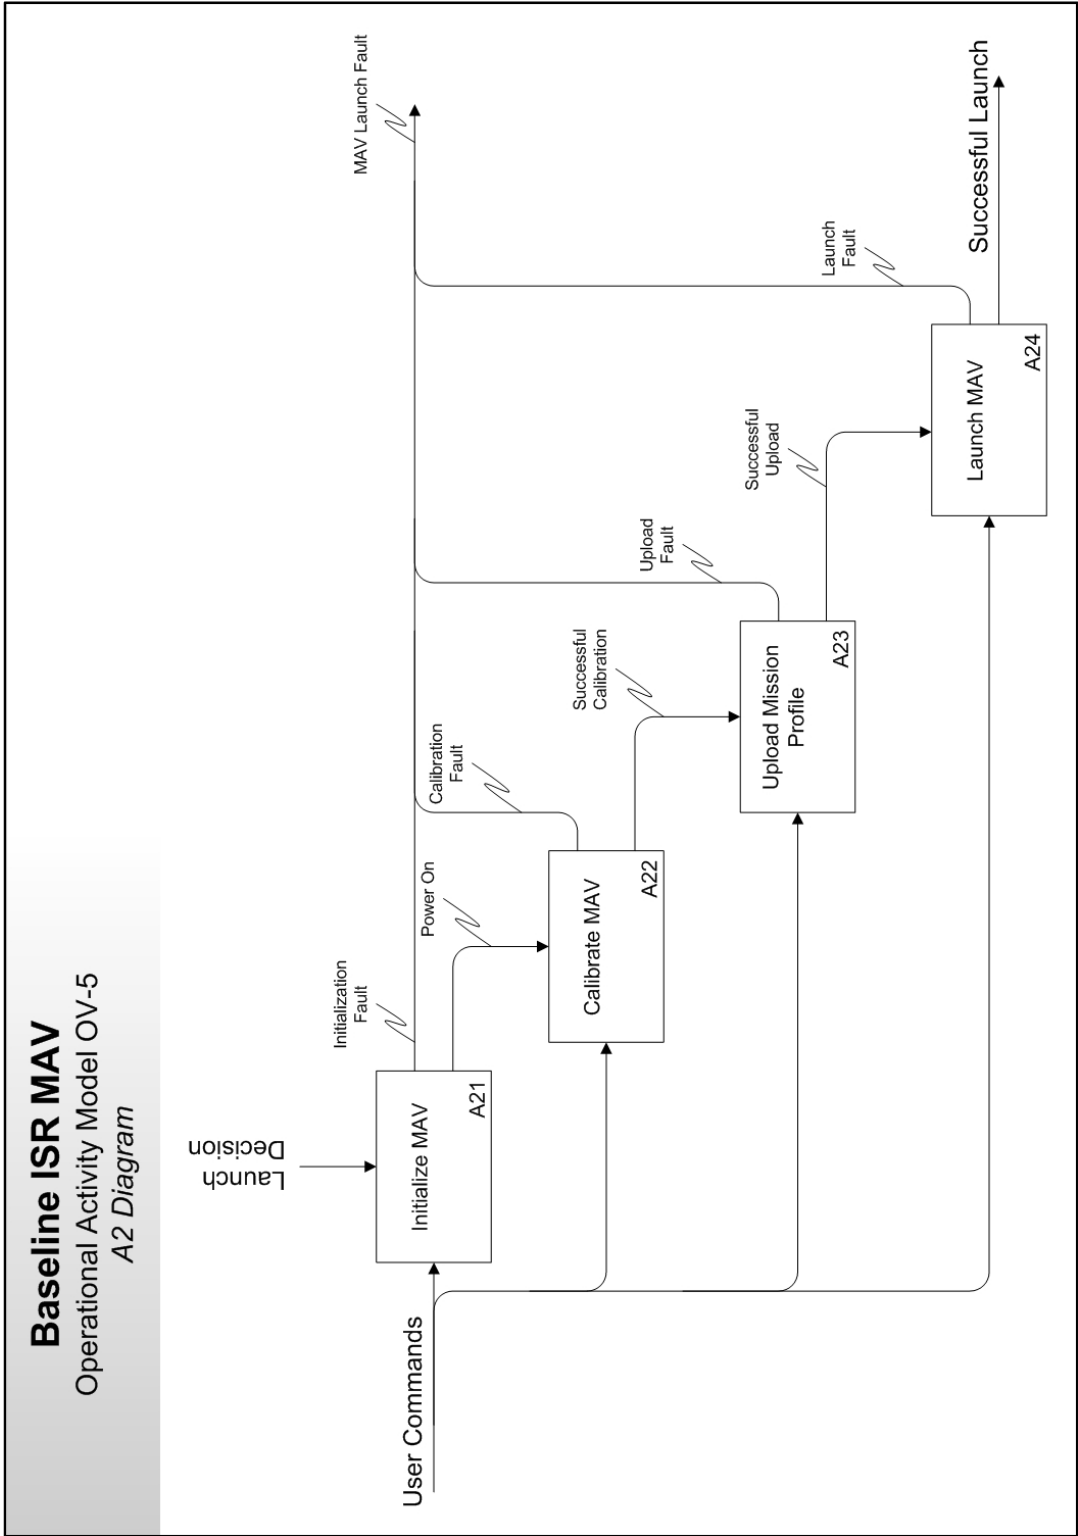 Baseline ISR MAV
Operational Activity Model OV-5
A2 Diagram
Launch
Decision
User Commands
Initialize MAV
A21
Initialization
Fault
Power On
Calibrate MAV
A22
Calibration
Fault
Successful
Calibration
Upload Mission
Profile
A23
Upload
Fault
Successful
Upload
Launch MAV
A24
Launch
Fault
MAV Launch Fault
Successful Launch